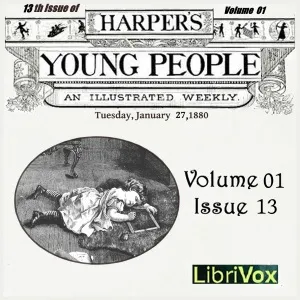 13 th Issue of
Volume 01
HARPER'S
YOUNG PEOPLE
AN ILLUSTRATED WEEKLY.
Tuesday, January 27,1880
Volume 01
Issue 13
LibriVox